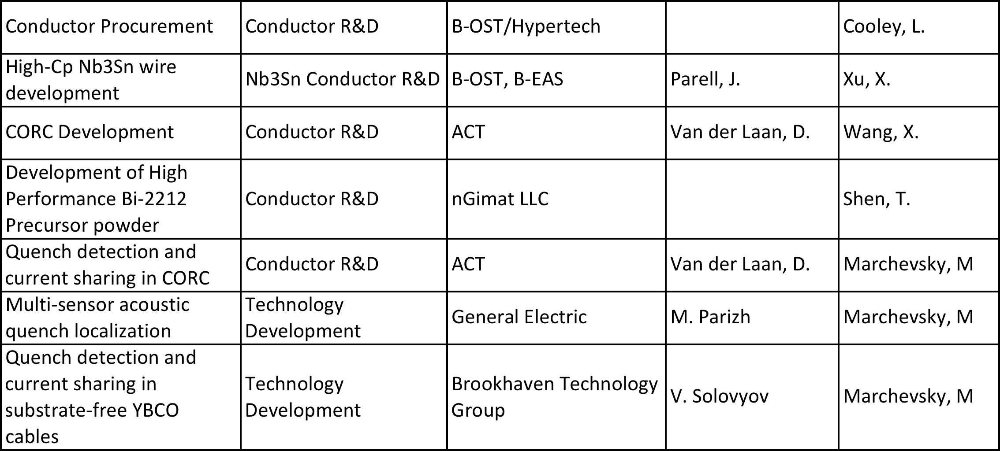 Conductor Procurement
Conductor R&D
B-OST/Hypertech
Cooley, L.
High-Cp Nb3Sn wire
development
Nb3Sn Conductor R&D
B-OST, B-EAS
Parell, J.
Xu, X.
CORC Development
Conductor R&D
ACT
Van der Laan, D.
Wang, X.
Development of High
Performance Bi-2212
Precursor powder
Conductor R&D
nGimat LLC
Shen, T.
Quench detection and
current sharing in CORC
Conductor R&D
ACT
Van der Laan, D.
Marchevsky, M
Multi-sensor acoustic
quench localization
Technology
Development
General Electric
M. Parizh
Marchevsky, M
Quench detection and
current sharing in
substrate-free YBCO
cables
Technology
Development
Brookhaven Technology
Group
V. Solovyov
Marchevsky, M